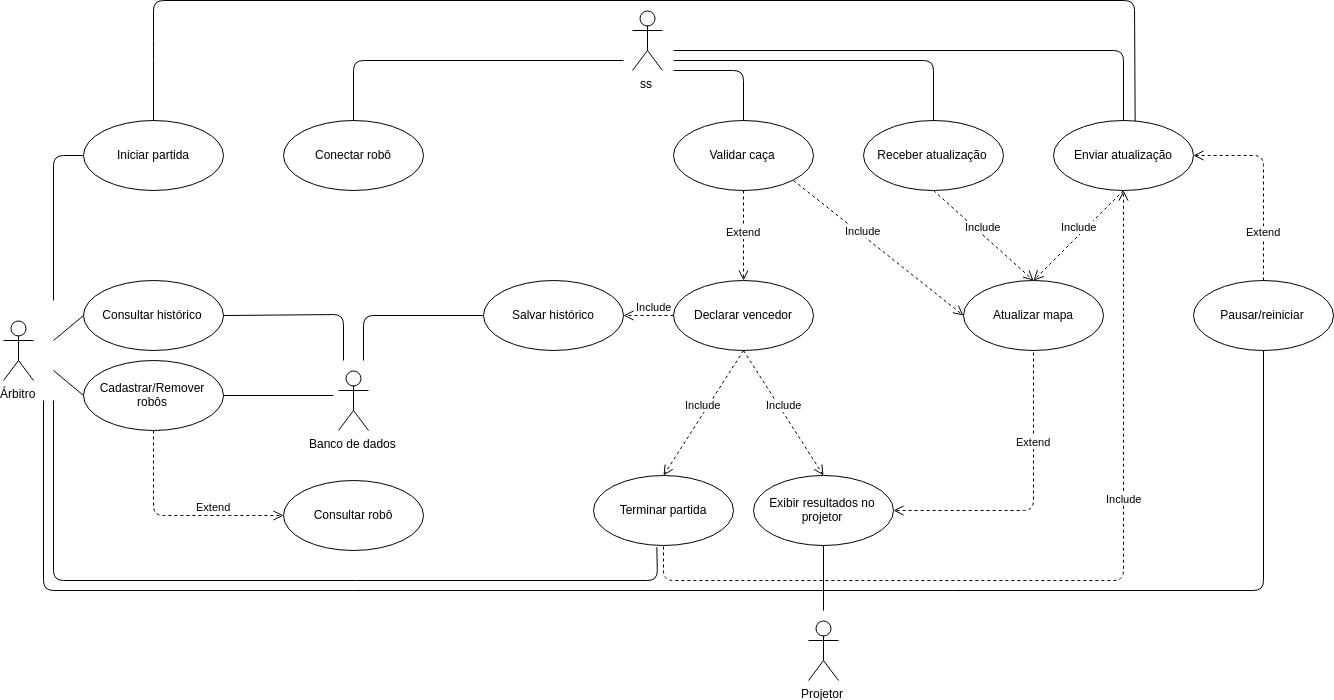 ss
Iniciar partida
Conectar robô
Validar caça
Receber atualização
Enviar atualização
Extend
Include
Include
Include
Extend
Consultar histórico
Salvar histórico
Include
Declarar vencedor
Atualizar mapa
Pausar/reiniciar
Árbitro
Cadastrar/Remover
robôs
Banco de dados
Include
Include
Extend
Extend
Consultar robô
Terminar partida
Exibir resultados no
projetor
Include
Projetor